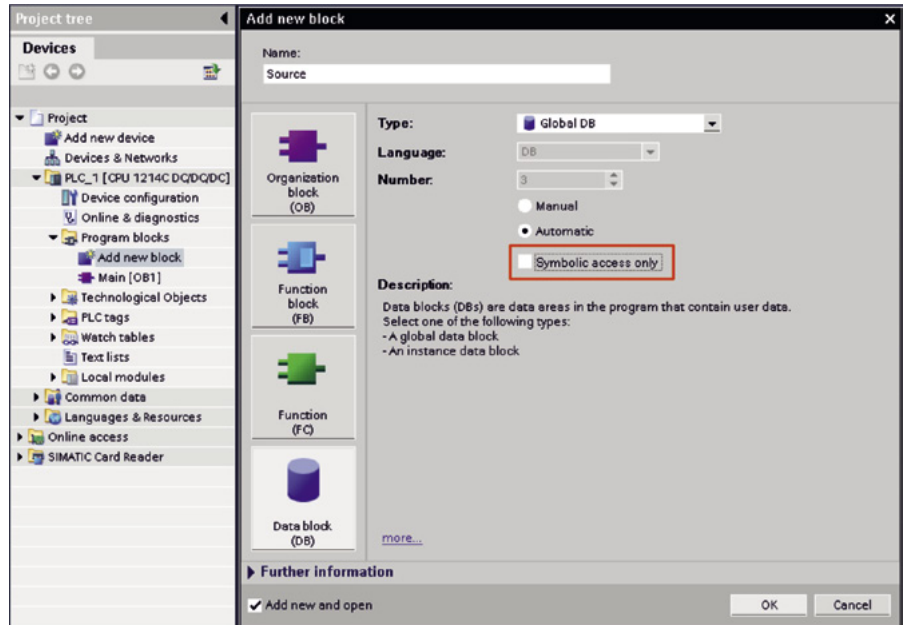 Project tree
Devices
Project
Add new device
Devices & Networks
PLC_1 [CPU 1214C DC/DC/DC]
Device configuration
Online & diagnostics
Program blocks
Add new block
Main [OB1]
Technological Objects
PLC tags
Watch tables
Text lists
Local modules
Common data
Languages & Resources
Online access
SIMATIC Card Reader
Add new block
Name:
Source
Organization
block
(OB)
Function
block
(FB)
Function
(FC)
Data block
(DB)
Type:
Global DB
Language:
DB
Number:
3
Manual
Automatic
Symbolic access only
Description:
Data blocks (DBs) are data areas in the program that contain user data.
Select one of the following types:
- A global data block
- An instance data block
more...
Further information
Add new and open
OK
Cancel